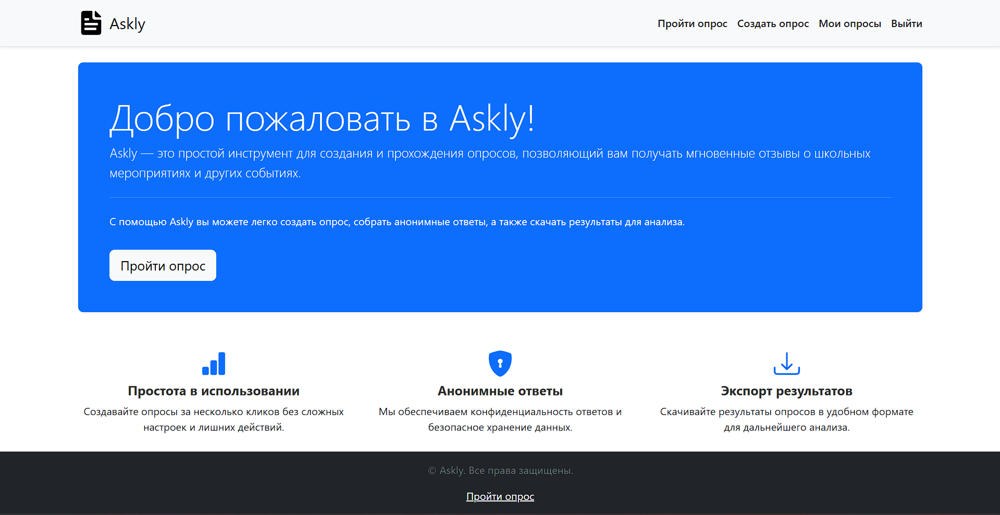 Askly
Пройти опрос Создать опрос Мои опросы Выйти
Добро пожаловать в Askly!
Askly — это простой инструмент для создания и прохождения опросов, позволяющий вам получать мгновенные отзывы о школьных
мероприятиях и других событиях.
С помощью Askly вы можете легко создать опрос, собрать анонимные ответы, а также скачать результаты для анализа.
Пройти опрос
Простота в использовании
Создавайте опросы за несколько кликов без сложных
настроек и лишних действий.
Анонимные ответы
Мы обеспечиваем конфиденциальность ответов и
безопасное хранение данных.
Экспорт результатов
Скачивайте результаты опросов в удобном формате
для дальнейшего анализа.
© Askly. Все права защищены.
Пройти опрос